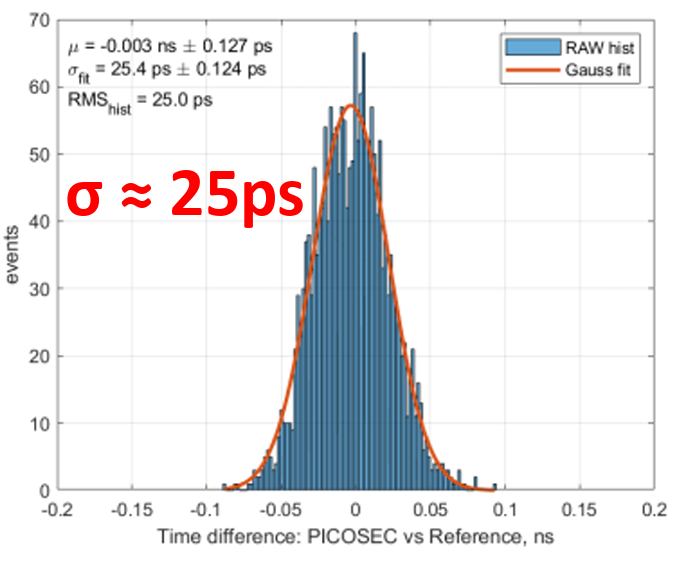 70
60
50
40
30
20
10
0
events
μ = -0.003 ns ± 0.127 ps
σfit = 25.4 ps ± 0.124 ps
RMShist = 25.0 ps
σ ≈ 25ps
RAW hist
Gauss fit
-0.2 -0.15 -0.1 -0.05 0 0.05 0.1 0.15 0.2
Time difference: PICOSEC vs Reference, ns